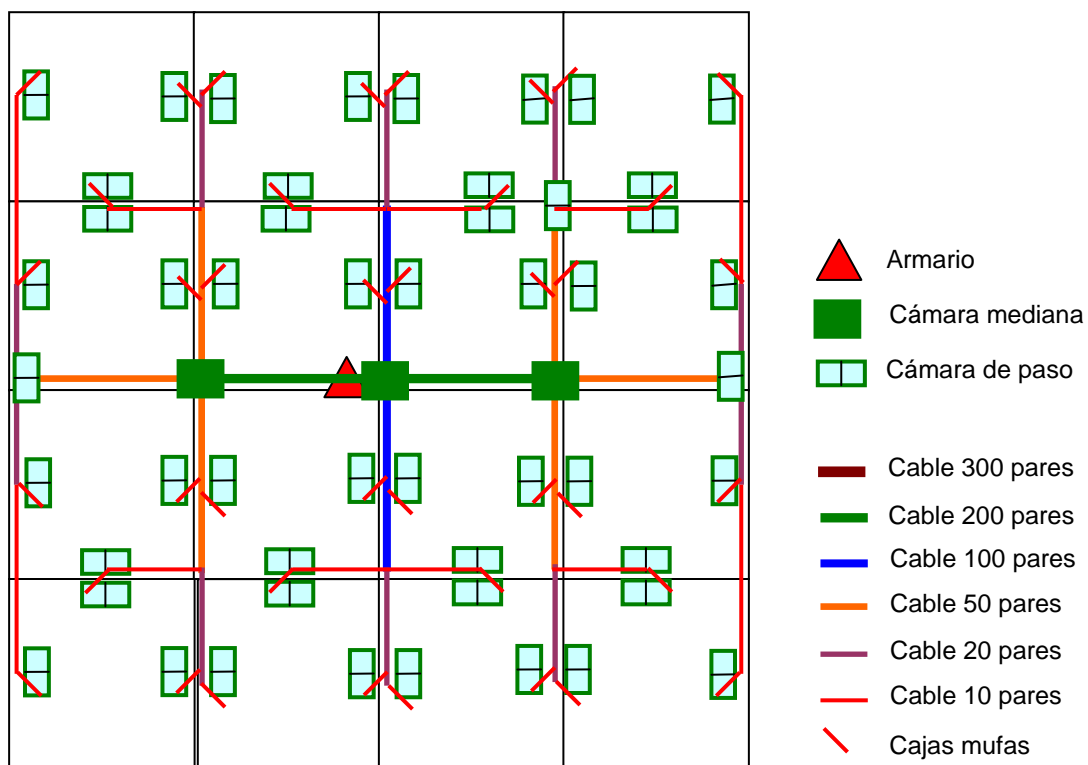 Armario
Cámara mediana
Cámara de paso
Cable 300 pares
Cable 200 pares
Cable 100 pares
Cable 50 pares
Cable 20 pares
Cable 10 pares
Cajas mufas